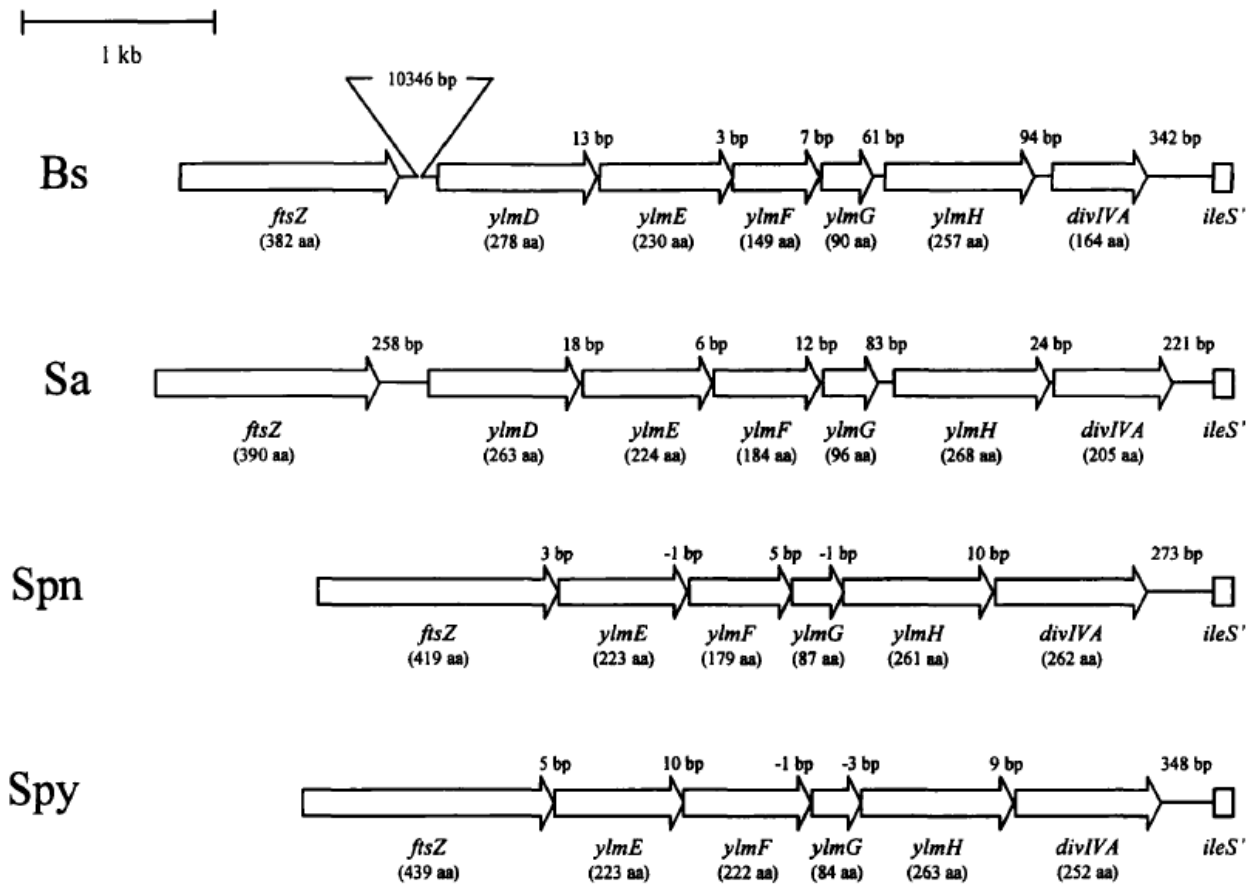 1 kb
10346 bp
13 bp 3 bp 7 bp 61 bp 94 bp 342 bp
Bs
ftsZ ylmD ylmE ylmF ylmG ylmH divIVA ileS'
(382 aa) (278 aa) (230 aa) (149 aa) (90 aa) (257 aa) (164 aa)
258 bp 18 bp 6 bp 12 bp 83 bp 24 bp 221 bp
Sa
ftsZ ylmD ylmE ylmF ylmG ylmH divIVA ileS'
(390 aa) (263 aa) (224 aa) (184 aa) (96 aa) (268 aa) (205 aa)
3 bp -1 bp 5 bp -1 bp 10 bp 273 bp
Spn
ftsZ ylmE ylmF ylmG ylmH divIVA ileS'
(419 aa) (223 aa) (179 aa) (87 aa) (261 aa) (262 aa)
5 bp 10 bp -1 bp -3 bp 9 bp 348 bp
Spy
ftsZ ylmE ylmF ylmG ylmH divIVA ileS'
(439 aa) (223 aa) (222 aa) (84 aa) (263 aa) (252 aa)